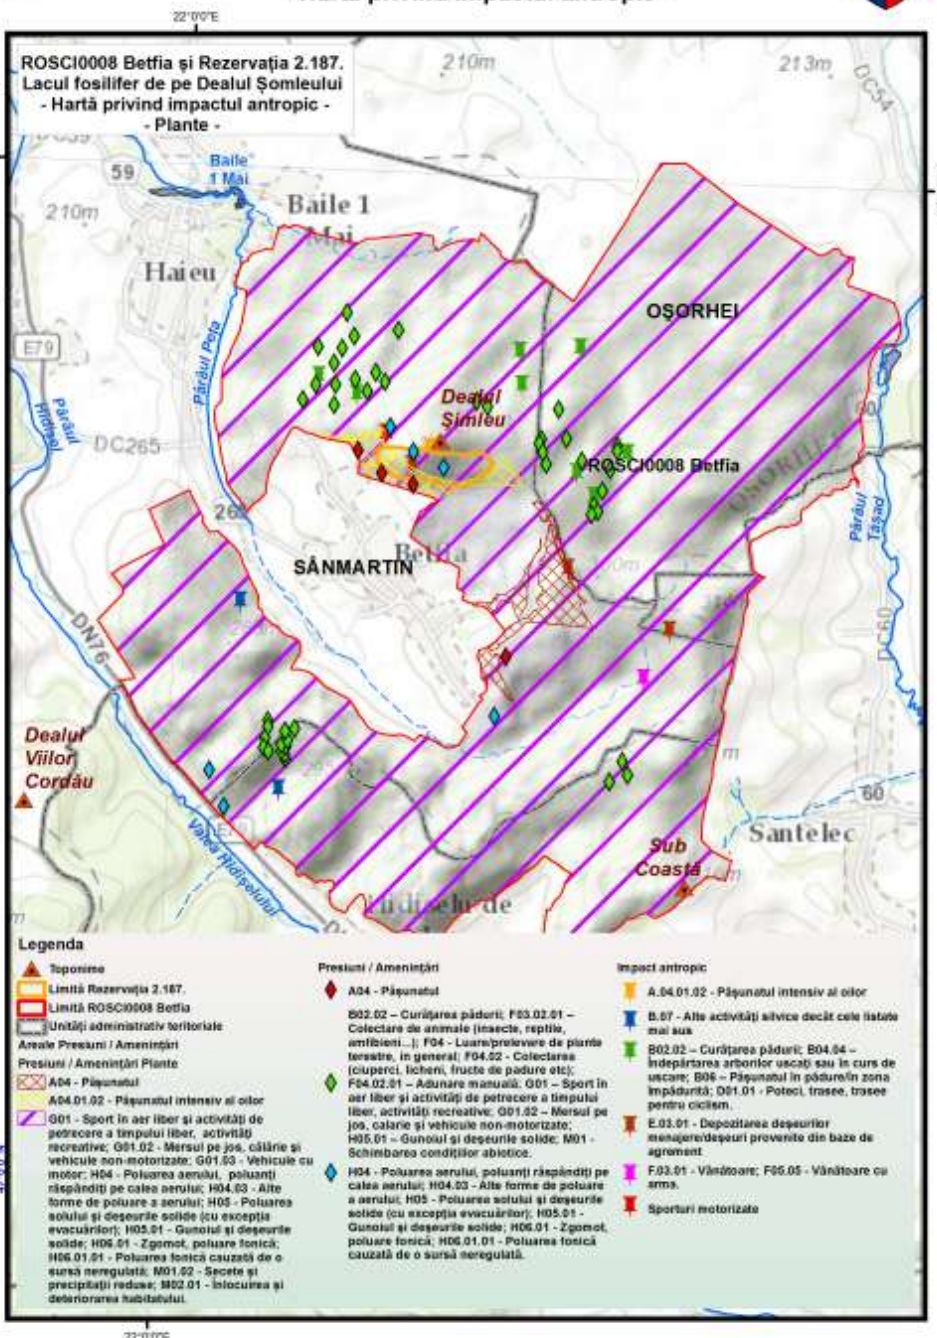 22°0'0"E
ROSCI0008 Betfia și Rezervația 2.187.
Lacul fosilifer de pe Dealul Șomleului
- Hartă privind impactul antropic -
- Plante -
210m
213m
DC54
59
Baile
1 Mai
210m
Baile 1
Mai
Haieu
OȘORHEI
E79
Pârâul Peța
Pârâul
Hidișel
Dealul
Șimleu
DC265
ROSCI0008 Betfia
OSORHEI
Pârâul
Tășad
Betfia
SÂNMARTIN
DN76
DC60
Dealul
Viilor
Cordău
60
Santelec
Valea Hidișelului
Sub
Coastă
Hidiselu de
Legenda
Toponime
Limită Rezervația 2.187.
Limită ROSCI0008 Betfia
Unități administrativ teritoriale
Areale Presiuni / Amenințări
Presiuni / Amenințări Plante
A04 - Pășunatul
A04.01.02 - Pășunatul intensiv al oilor
G01 - Sport în aer liber și activități de
petrecere a timpului liber, activități
recreative; G01.02 - Mersul pe jos, călărie și
vehicule non-motorizate; G01.03 - Vehicule cu
motor; H04 - Poluarea aerului, poluanți
răspândiți pe calea aerului; H04.03 - Alte
forme de poluare a aerului; H05 - Poluarea
solului și deșeurile solide (cu excepția
evacuărilor); H05.01 - Gunoiul și deșeurile
solide; H06.01 - Zgomot, poluare fonică;
H06.01.01 - Poluarea fonică cauzată de o
sursă neregulată; M01.02 - Secete și
precipitații reduse; M02.01 - Înlocuirea și
deteriorarea habitatului.
Presiuni / Amenințări
A04 - Pășunatul
B02.02 – Curățarea pădurii; F03.02.01 –
Colectare de animale (insecte, reptile,
amfibieni...); F04 - Luare/prelevare de plante
terestre, în general; F04.02 - Colectarea
(ciuperci, licheni, fructe de padure etc);
F04.02.01 – Adunare manuală; G01 – Sport în
aer liber și activități de petrecere a timpului
liber, activități recreative; G01.02 – Mersul pe
jos, calarie și vehicule non-motorizate;
H05.01 – Gunoiul și deșeurile solide; M01 -
Schimbarea condițiilor abiotice.
H04 - Poluarea aerului, poluanți răspândiți pe
calea aerului; H04.03 - Alte forme de poluare
a aerului; H05 - Poluarea solului și deșeurile
solide (cu excepția evacuărilor); H05.01 -
Gunoiul și deșeurile solide; H06.01 - Zgomot,
poluare fonică; H06.01.01 - Poluarea fonică
cauzată de o sursă neregulată.
Impact antropic
A.04.01.02 - Pășunatul intensiv al oilor
B.07 - Alte activități silvice decât cele listate
mai sus
B02.02 – Curățarea pădurii; B04.04 –
Îndepărtarea arborilor uscați sau în curs de
uscare; B06 – Pășunatul în pădure/în zona
împădurită; D01.01 - Poteci, trasee, trasee
pentru ciclism.
E.03.01 - Depozitarea deșeurilor
menajere/deșeuri provenite din baze de
agrement
F.03.01 - Vânătoare; F05.05 - Vânătoare cu
arma.
Sporturi motorizate